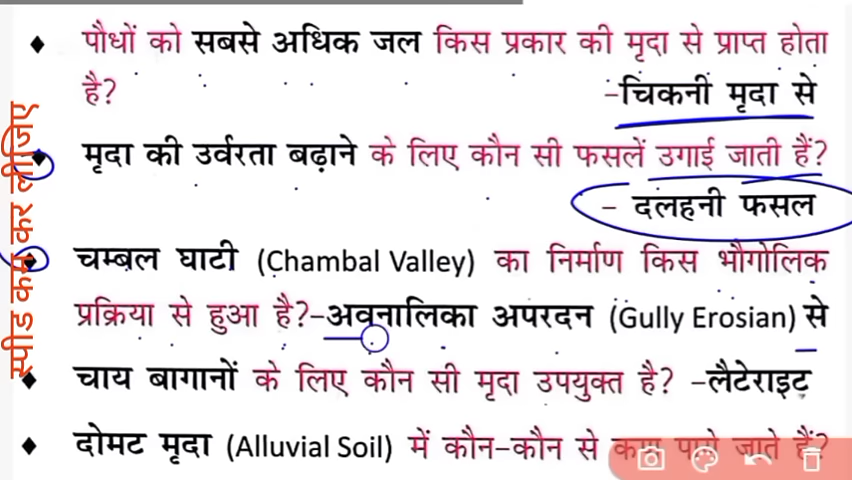 ♦ पौधों को सबसे अधिक जल किस प्रकार की मृदा से प्राप्त होता
है? -चिकनी मृदा से
♦ मृदा की उर्वरता बढ़ाने के लिए कौन सी फसलें उगाई जाती हैं?
- दलहनी फसल
♦ चम्बल घाटी (Chambal Valley) का निर्माण किस भौगोलिक
प्रक्रिया से हुआ है?-अवनालिका अपरदन (Gully Erosian) से
♦ चाय बागानों के लिए कौन सी मृदा उपयुक्त है? -लैटेराइट
♦ दोमट मृदा (Alluvial Soil) में कौन-कौन से कण पाये जाते हैं?
स्पीड कम कर लीजिए